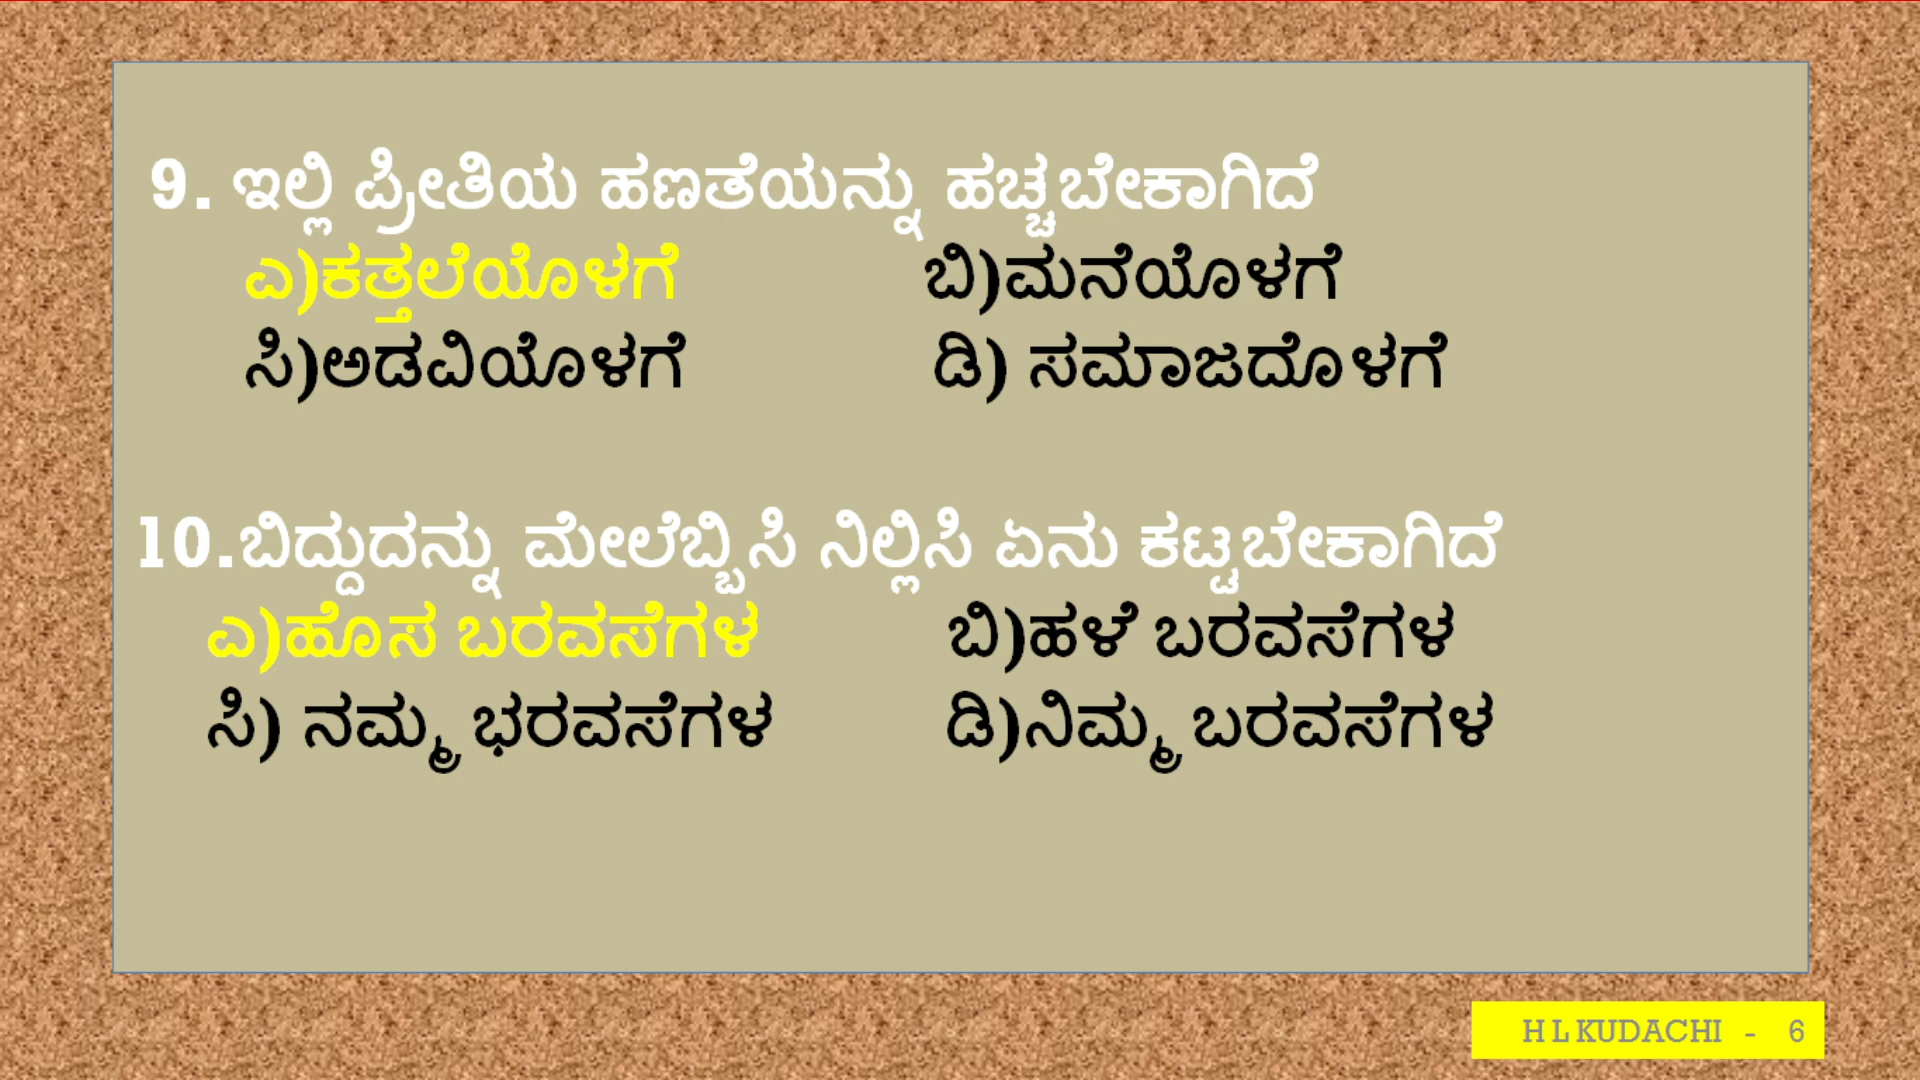 9. ಇಲ್ಲಿ ಪ್ರೀತಿಯ ಹಣತೆಯನ್ನು ಹಚ್ಚಬೇಕಾಗಿದೆ
ಎ)ಕತ್ತಲೆಯೊಳಗೆ ಬಿ)ಮನೆಯೊಳಗೆ
ಸಿ)ಅಡವಿಯೊಳಗೆ ಡಿ) ಸಮಾಜದೊಳಗೆ
10.ಬಿದ್ದುದನ್ನು ಮೇಲೆಬ್ಬಿಸಿ ನಿಲ್ಲಿಸಿ ಏನು ಕಟ್ಟಬೇಕಾಗಿದೆ
ಎ)ಹೊಸ ಬರವಸೆಗಳ ಬಿ)ಹಳೆ ಬರವಸೆಗಳ
ಸಿ) ನಮ್ಮ ಭರವಸೆಗಳ ಡಿ)ನಿಮ್ಮ ಬರವಸೆಗಳ
H L KUDACHI - 6